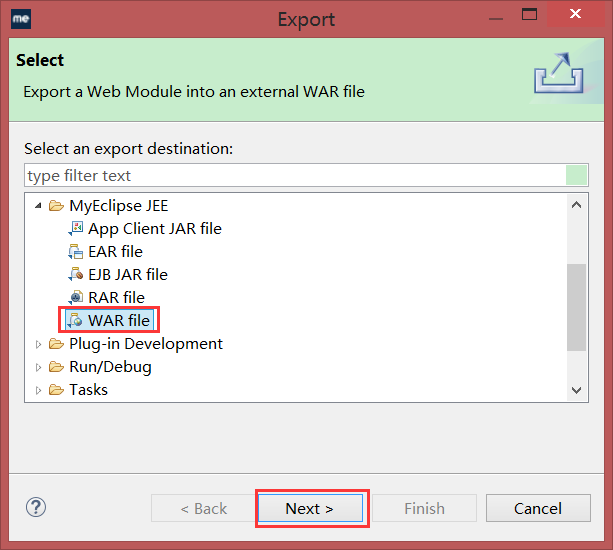 me
Export
Select
Export a Web Module into an external WAR file
Select an export destination:
type filter text
MyEclipse JEE
App Client JAR file
EAR file
EJB JAR file
RAR file
WAR file
Plug-in Development
Run/Debug
Tasks
? < Back Next > Finish Cancel